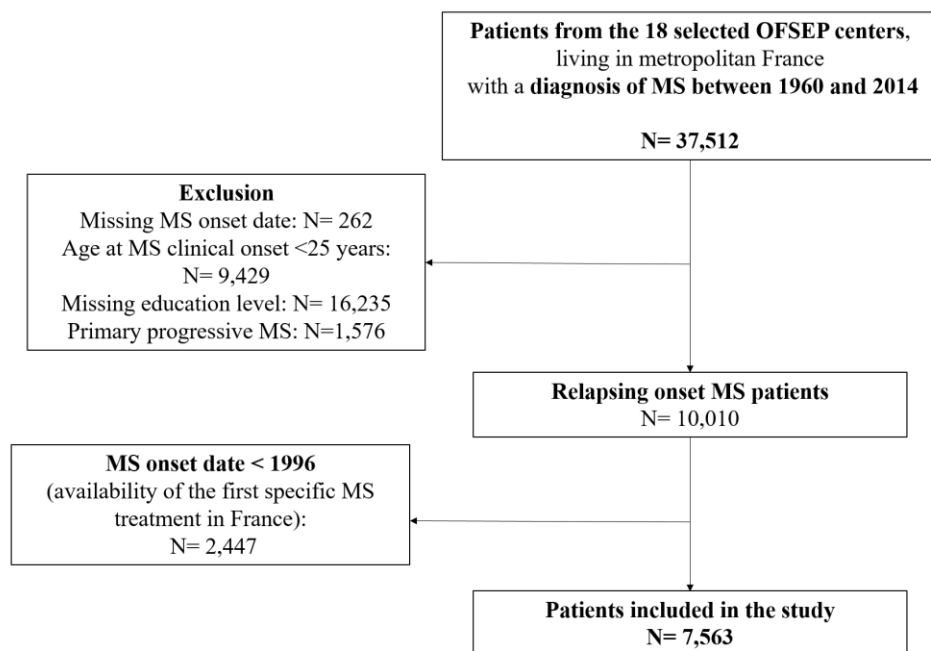 Patients from the 18 selected OFSEP centers,
living in metropolitan France
with a diagnosis of MS between 1960 and 2014
N= 37,512
Exclusion
Missing MS onset date: N= 262
Age at MS clinical onset <25 years:
N= 9,429
Missing education level: N= 16,235
Primary progressive MS: N=1,576
Relapsing onset MS patients
N= 10,010
MS onset date < 1996
(availability of the first specific MS
treatment in France):
N= 2,447
Patients included in the study
N= 7,563